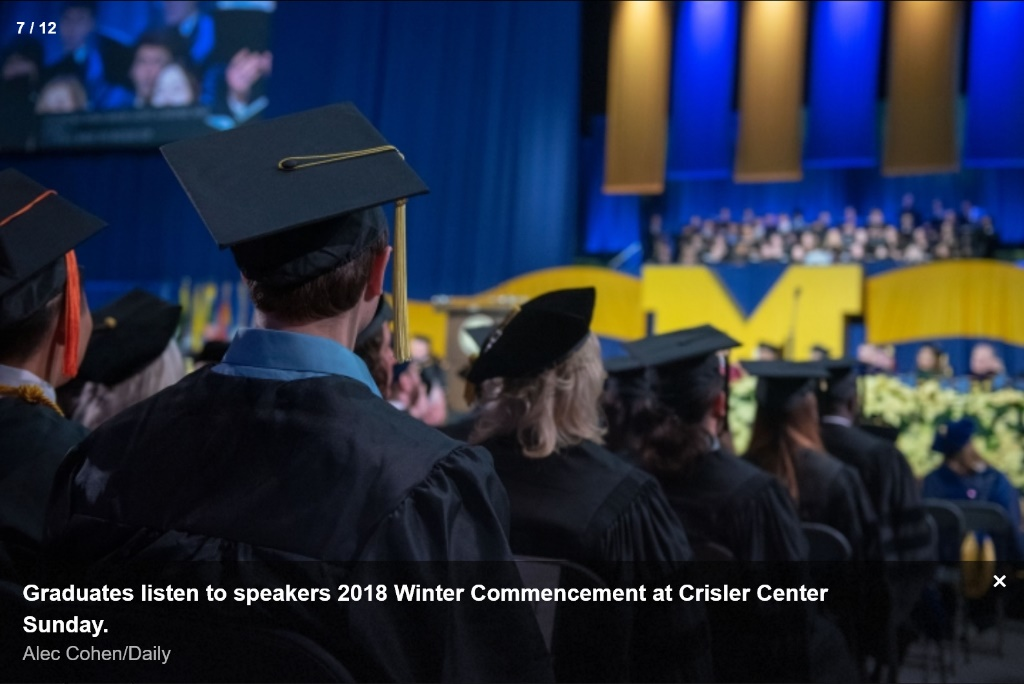 7 / 12
M
Graduates listen to speakers 2018 Winter Commencement at Crisler Center
Sunday.
Alec Cohen/Daily